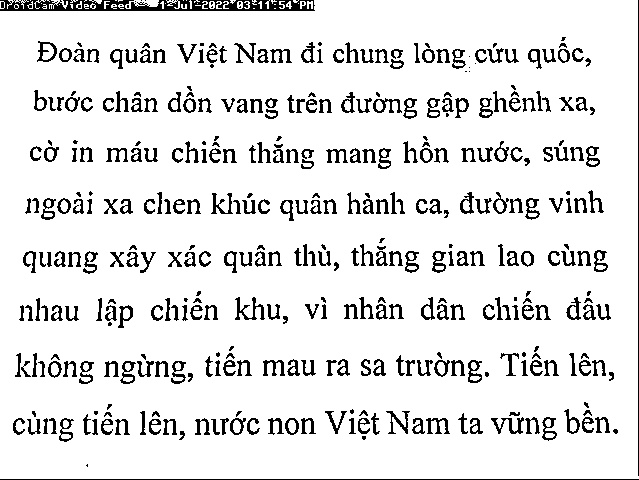 DroidCam Video Feed 1-Jul-2022 03:11:54 PM
Đoàn quân Việt Nam đi chung lòng cứu quốc,
bước chân dồn vang trên đường gập ghềnh xa,
cờ in máu chiến thắng mang hồn nước, súng
ngoài xa chen khúc quân hành ca, đường vinh
quang xây xác quân thù, thắng gian lao cùng
nhau lập chiến khu, vì nhân dân chiến đấu
không ngừng, tiến mau ra sa trường. Tiến lên,
cùng tiến lên, nước non Việt Nam ta vững bền.